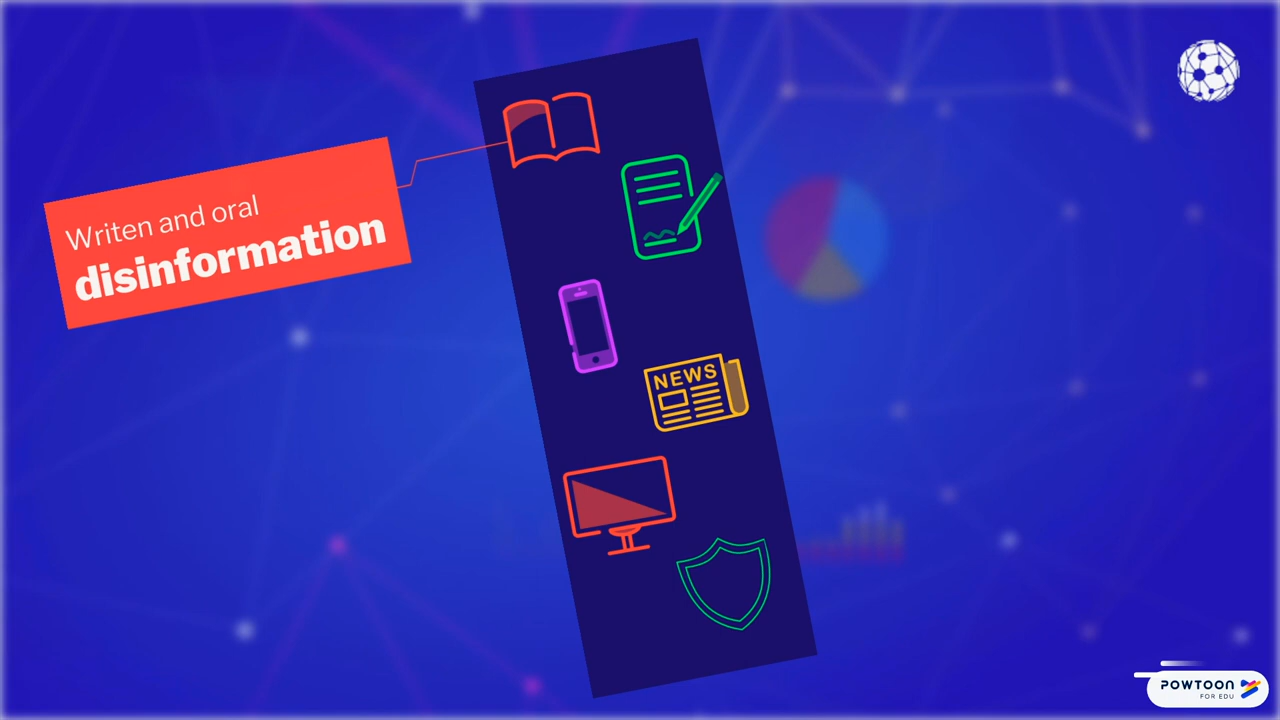 Writen and oral
disinformation
NEWS
POWTOON
FOR EDU